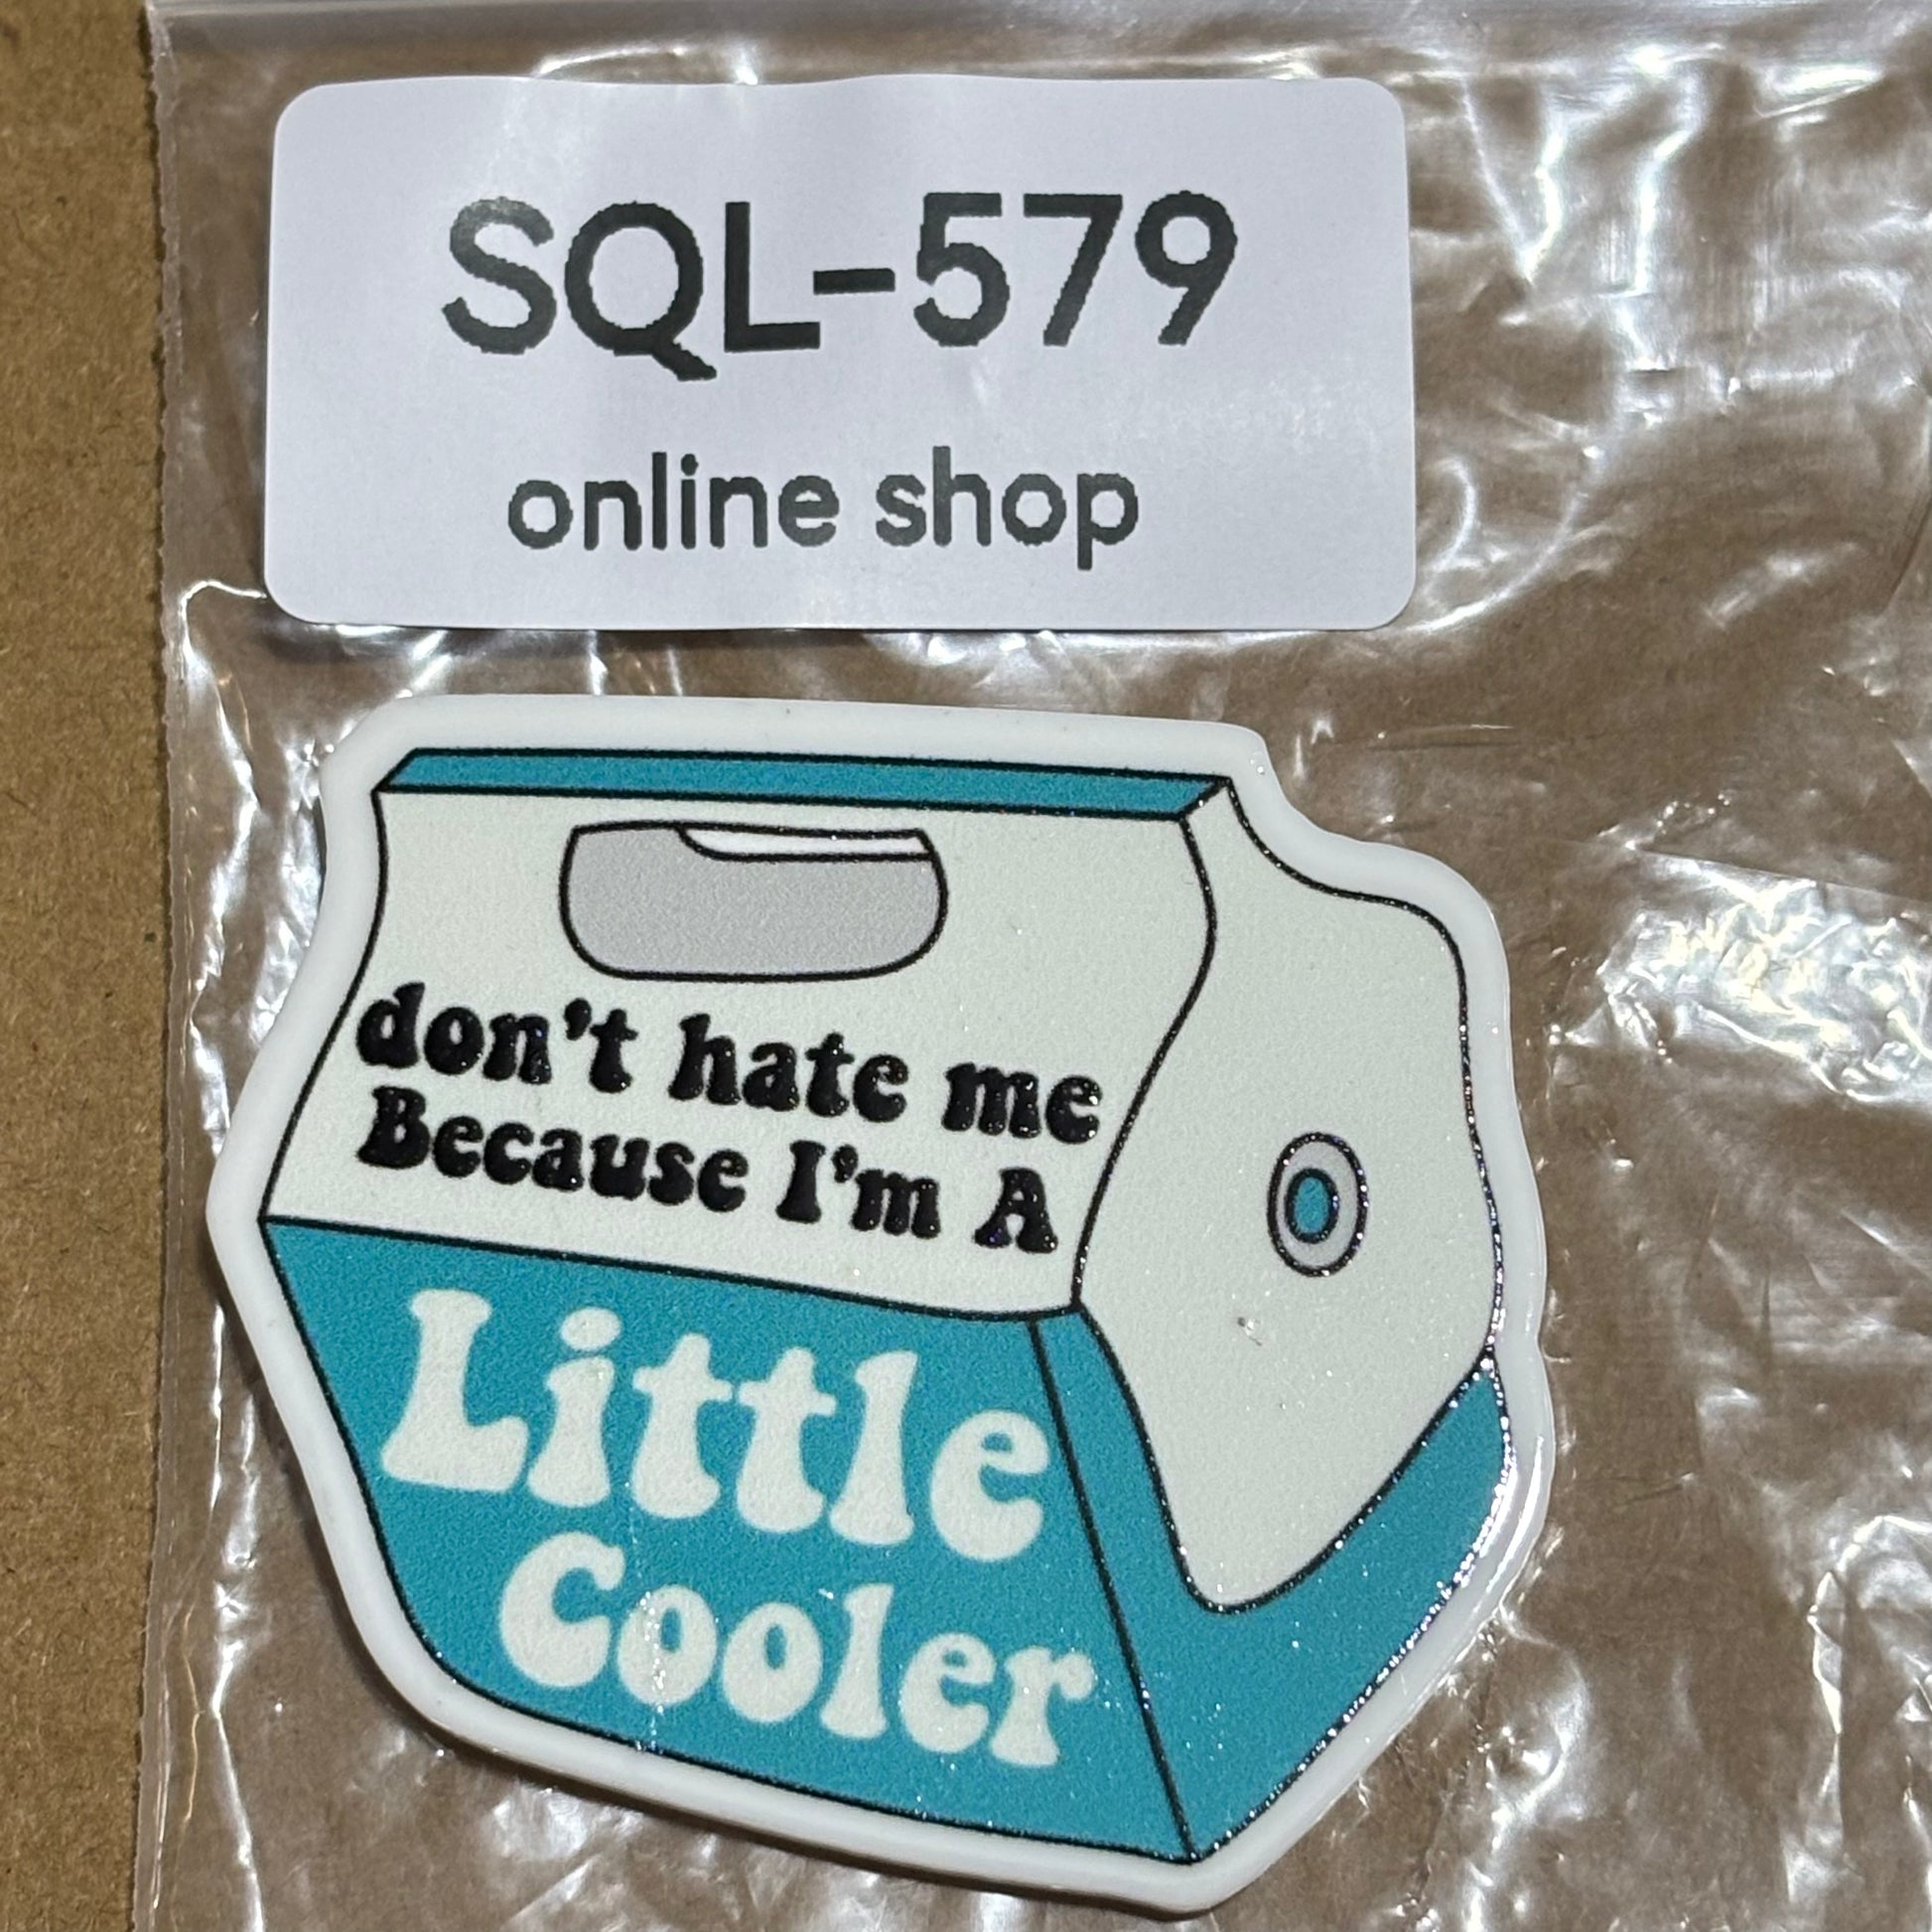 SQL-579
online shop
don't hate me
Because I'm A
Little
Cooler